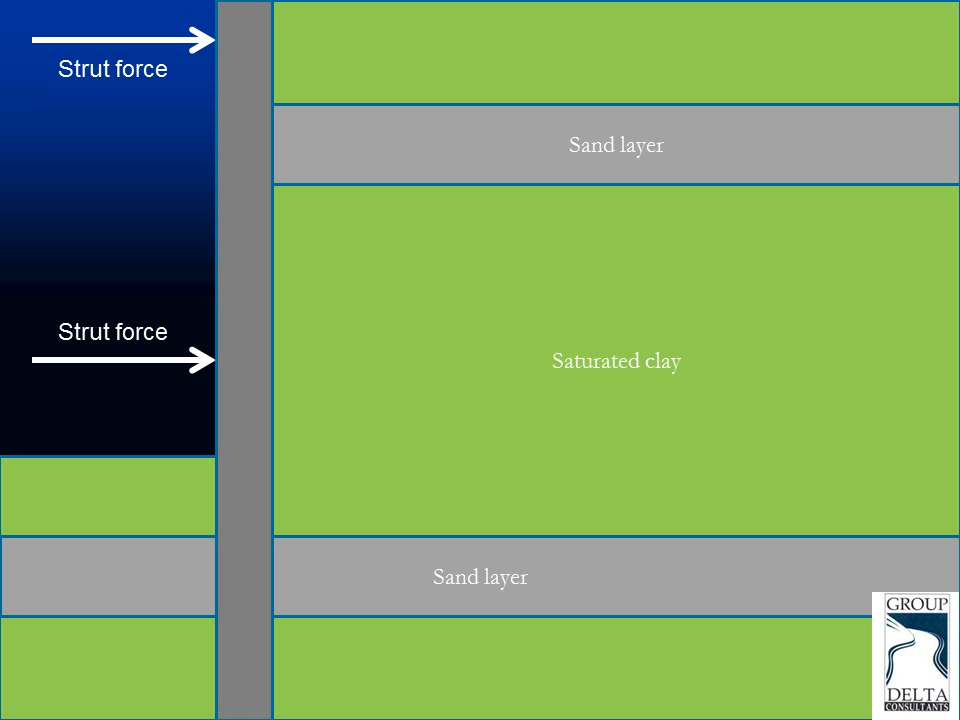 Strut force
Sand layer
Strut force
Saturated clay
Sand layer
GROUP
DELTA
CONSULTANTS